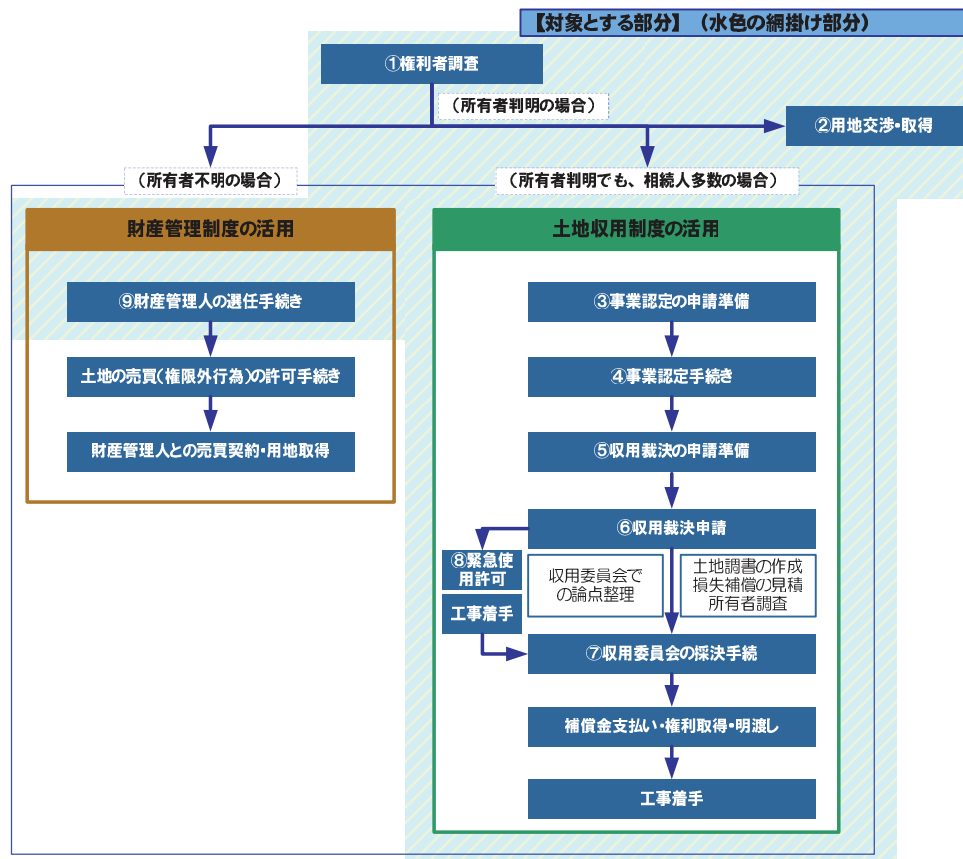 【対象とする部分】（水色の網掛け部分）
①権利者調査
（所有者判明の場合）
②用地交渉・取得
（所有者不明の場合）
（所有者判明でも、相続人多数の場合）
財産管理制度の活用
⑨財産管理人の選任手続き
土地の売買（権限外行為）の許可手続き
財産管理人との売買契約・用地取得
土地収用制度の活用
③事業認定の申請準備
④事業認定手続き
⑤収用裁決の申請準備
⑥収用裁決申請
⑧緊急使
用許可
工事着手
収用委員会で
の論点整理
土地調書の作成
損失補償の見積
所有者調査
⑦収用委員会の採決手続
補償金支払い・権利取得・明渡し
工事着手